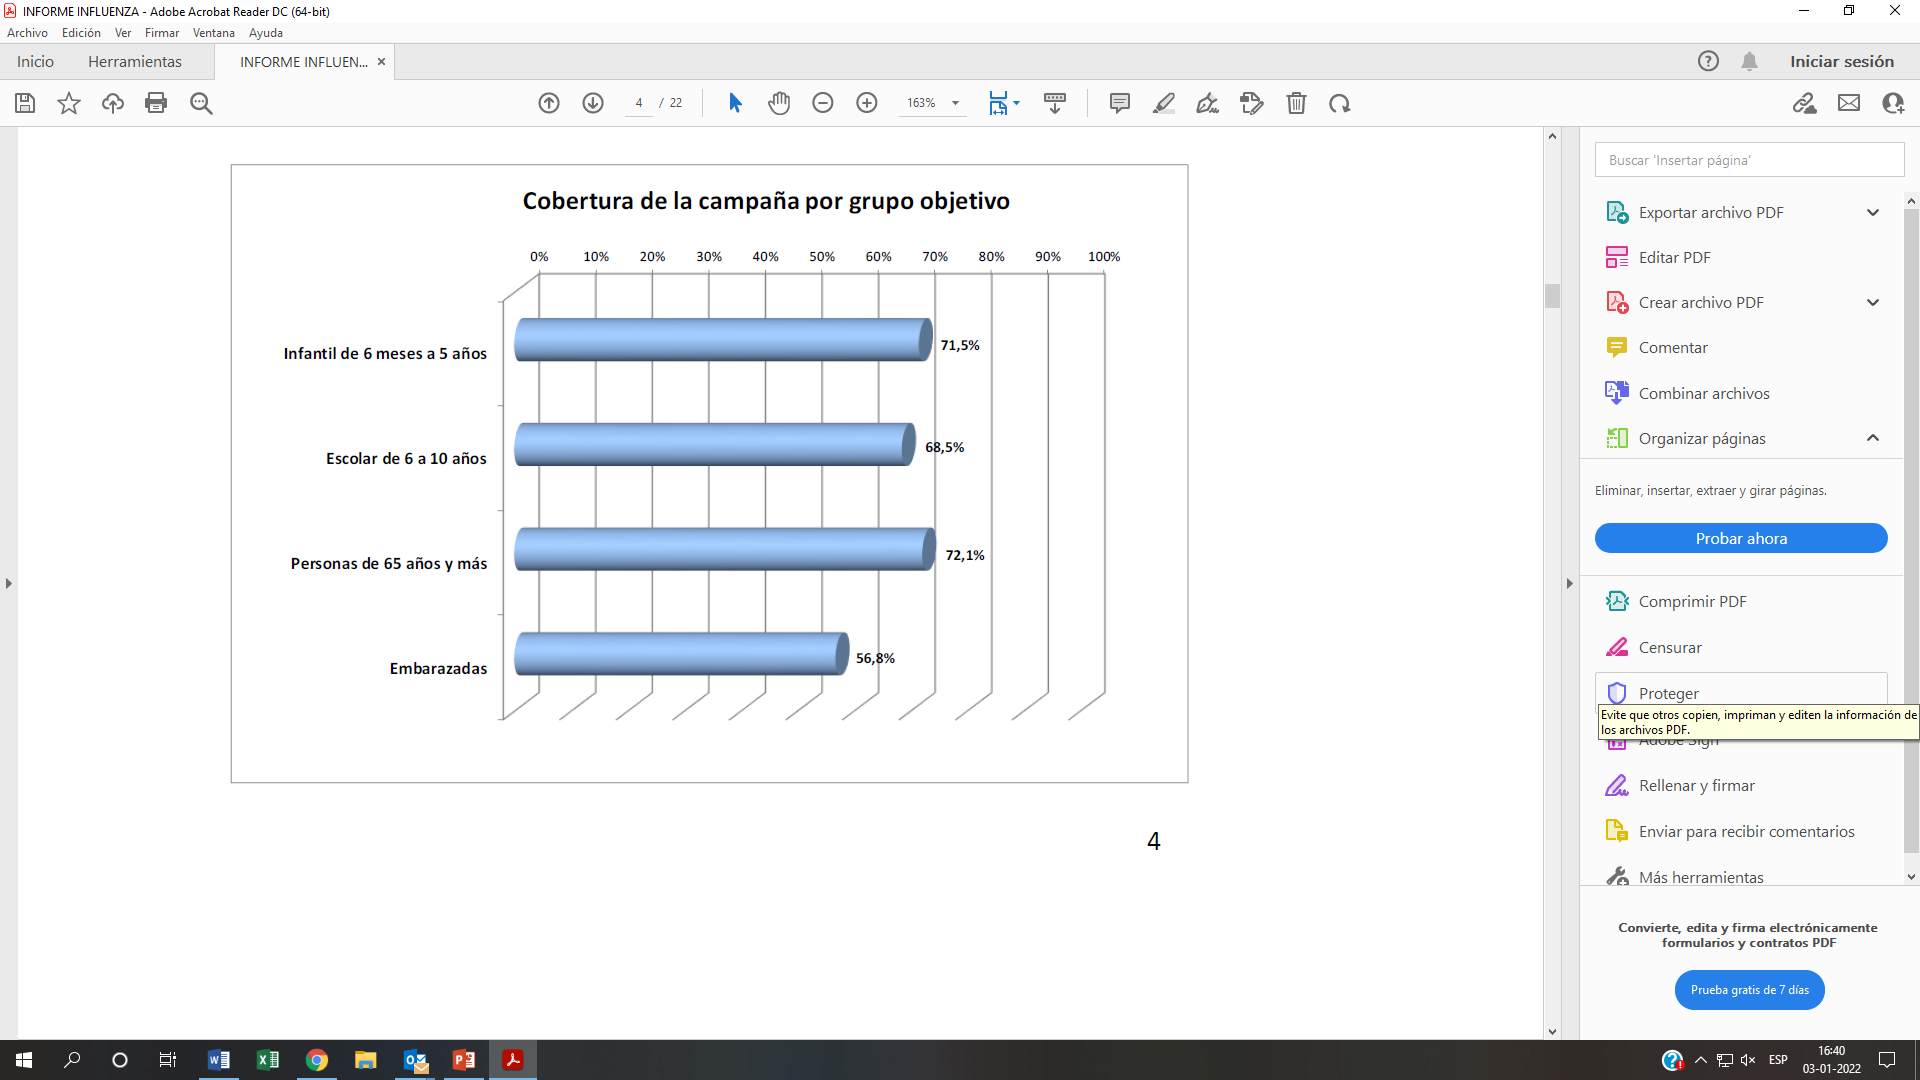 INFORME INFLUENZA - Adobe Acrobat Reader DC (64-bit)
Archivo Edición Ver Firmar Ventana Ayuda
Inicio Herramientas INFORME INFLUEN... Iniciar sesión
4 / 22 163%
Cobertura de la campaña por grupo objetivo
0% 10% 20% 30% 40% 50% 60% 70% 80% 90% 100%
Infantil de 6 meses a 5 años 71,5%
Escolar de 6 a 10 años 68,5%
Personas de 65 años y más 72,1%
Embarazadas 56,8%
4
Buscar 'Insertar página'
Exportar archivo PDF
Editar PDF
Crear archivo PDF
Comentar
Combinar archivos
Organizar páginas
Eliminar, insertar, extraer y girar páginas.
Probar ahora
Comprimir PDF
Censurar
Proteger
Evite que otros copien, impriman y editen la información de
los archivos PDF.
Adobe Sign
Rellenar y firmar
Enviar para recibir comentarios
Más herramientas
Convierte, edita y firma electrónicamente
formularios y contratos PDF
Prueba gratis de 7 días
ESP
16:40
03-01-2022